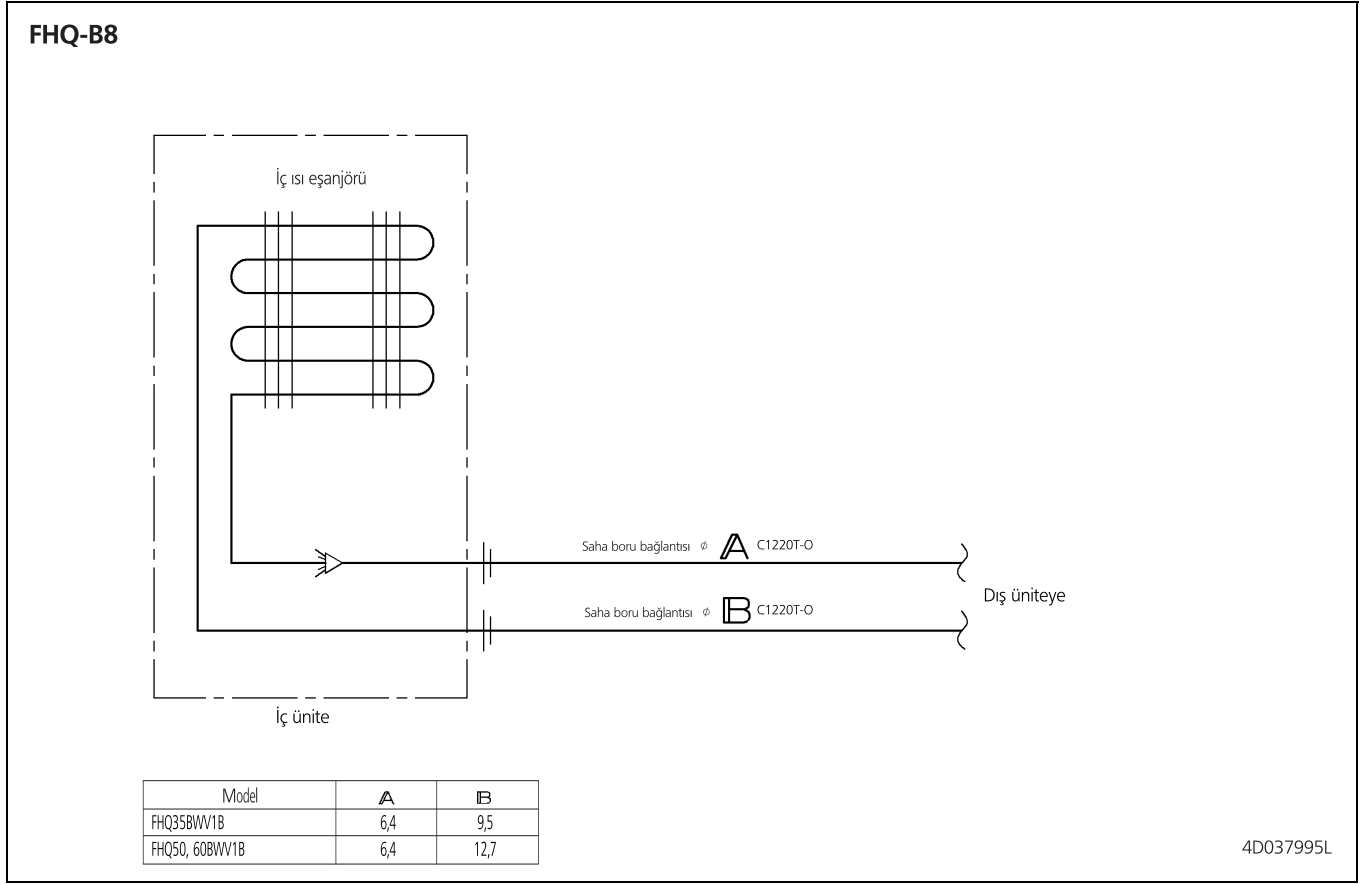 FHQ-B8
İç ısı eşanjörü
Saha boru bağlantısı ø A C1220T-O
Dış üniteye
Saha boru bağlantısı ø B C1220T-O
İç ünite
Model A B
FHQ35BWV1B 6,4 9,5
FHQ50, 60BWV1B 6,4 12,7
4D037995L